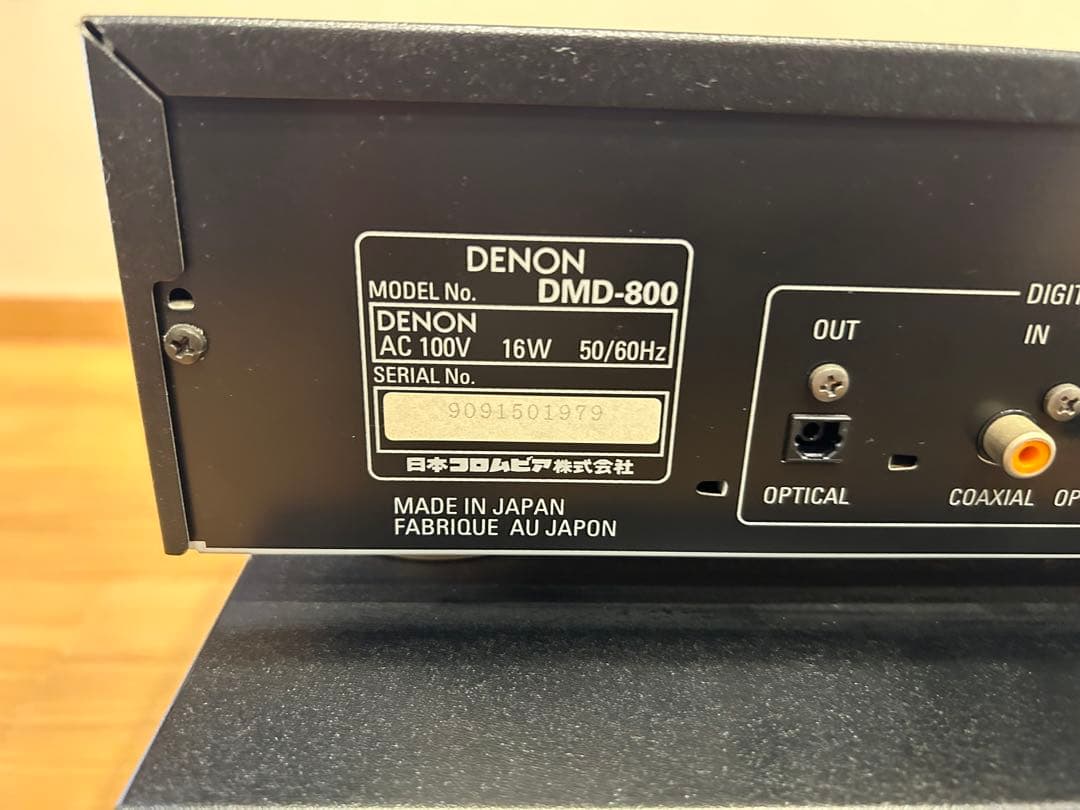 DENON
MODEL No. DMD-800
DENON
AC 100V 16W 50/60Hz
SERIAL No.
9091501979
日本コロムビア株式会社
MADE IN JAPAN
FABRIQUE AU JAPON
DIGIT
OUT
IN
OPTICAL
COAXIAL
OP